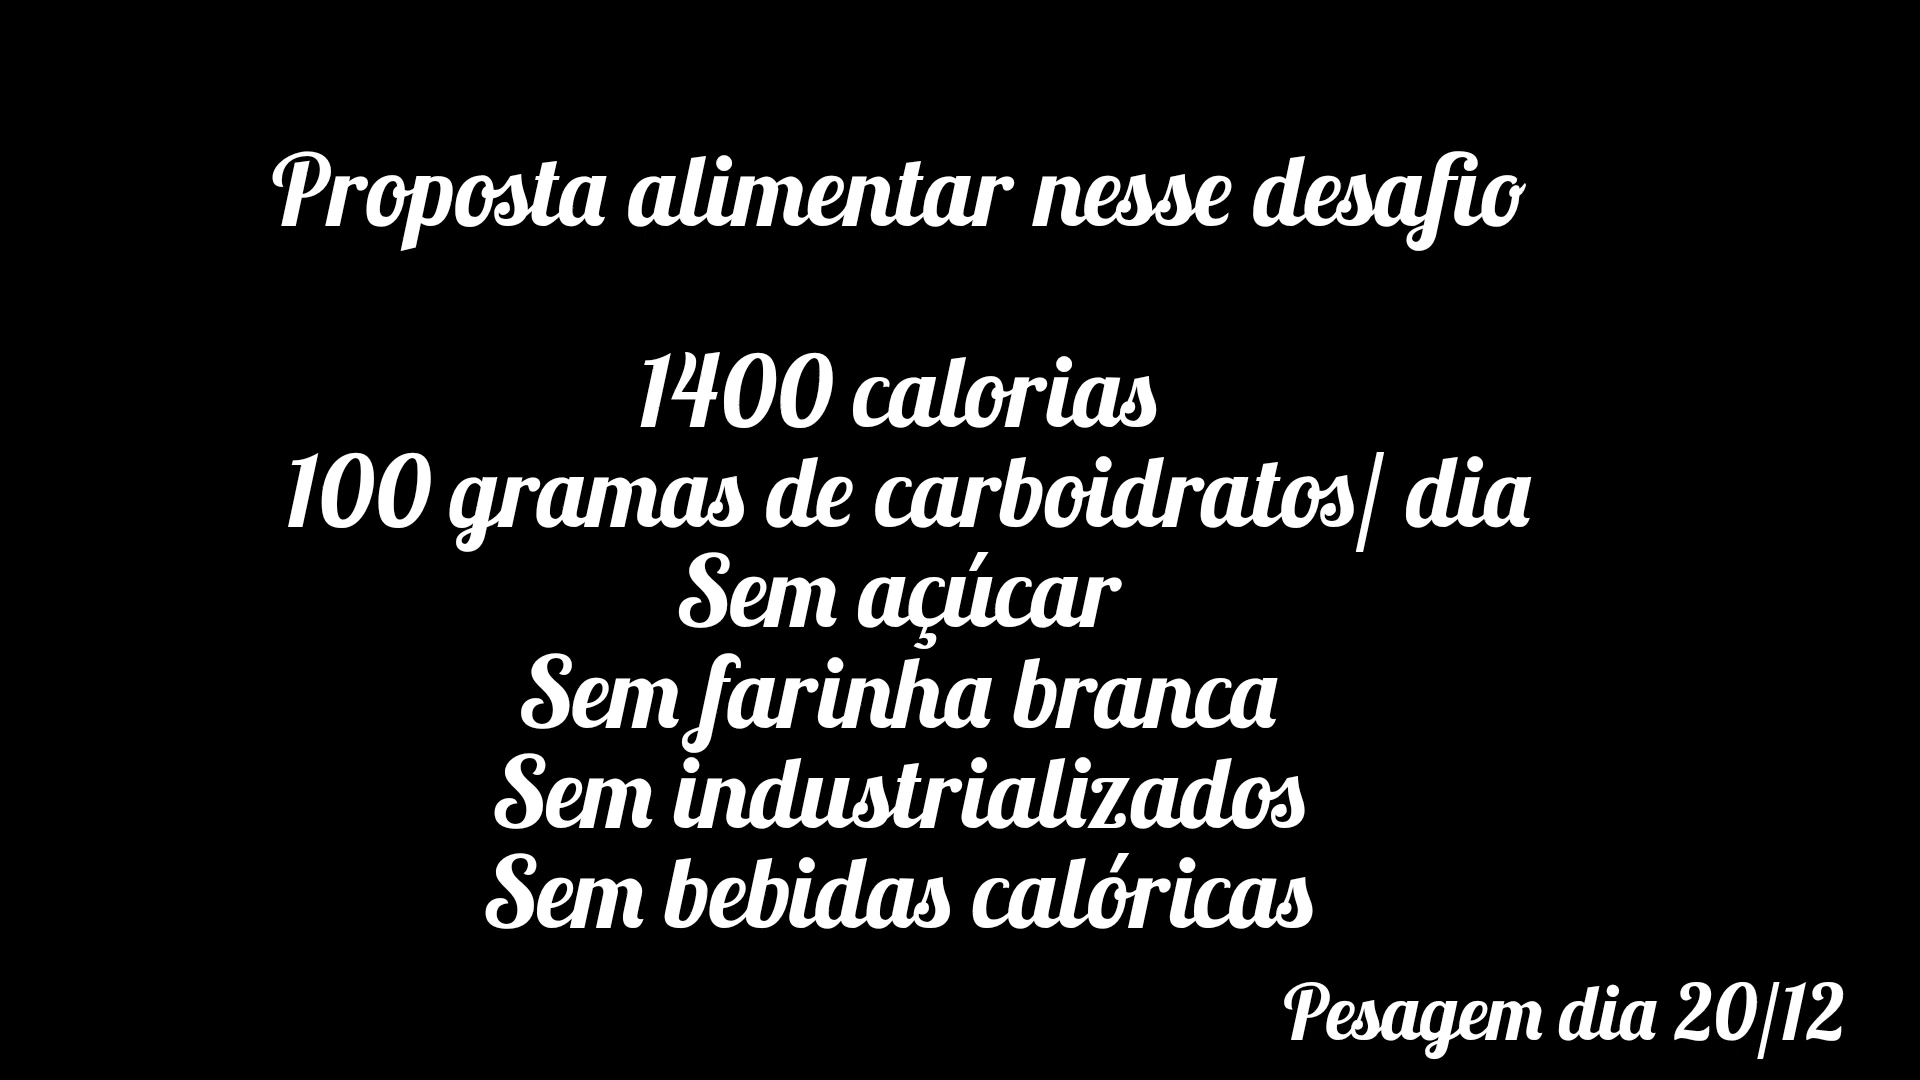 Proposta alimentar nesse desafio
1400 calorias
100 gramas de carboidratos/ dia
Sem açúcar
Sem farinha branca
Sem industrializados
Sem bebidas calóricas
Pesagem dia 20/12